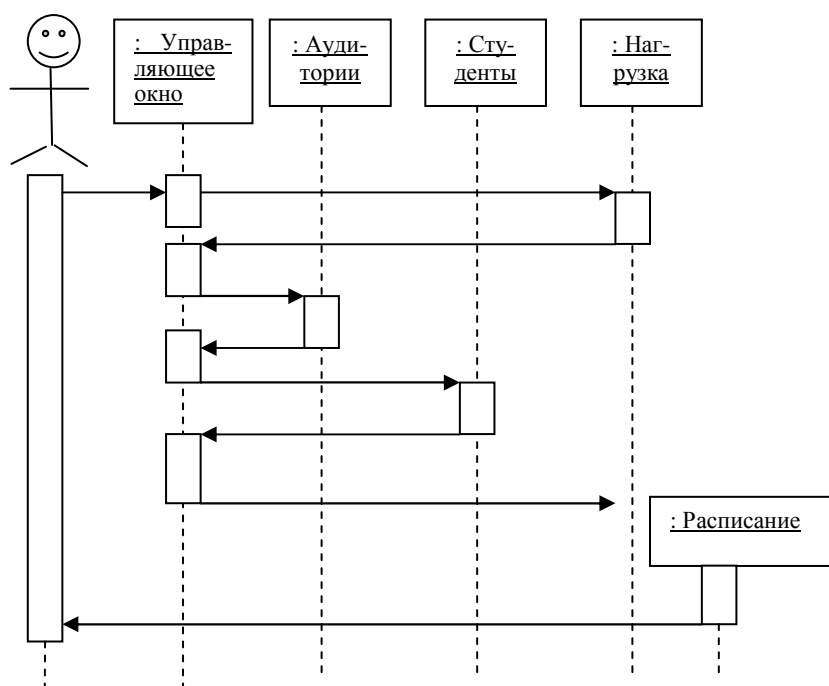 : Управ-
ляющее
окно
: Ауди-
тории
: Сту-
денты
: Наг-
рузка
: Расписание